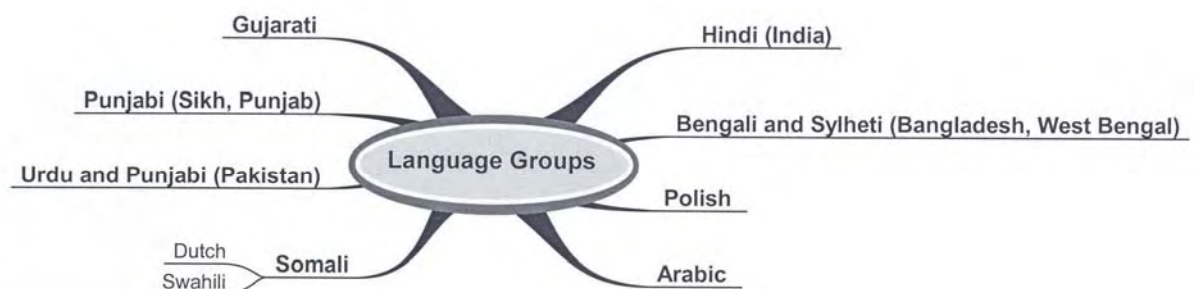 Gujarati
Hindi (India)
Punjabi (Sikh, Punjab)
Bengali and Sylheti (Bangladesh, West Bengal)
Language Groups
Urdu and Punjabi (Pakistan)
Polish
Dutch
Somali
Swahili
Arabic